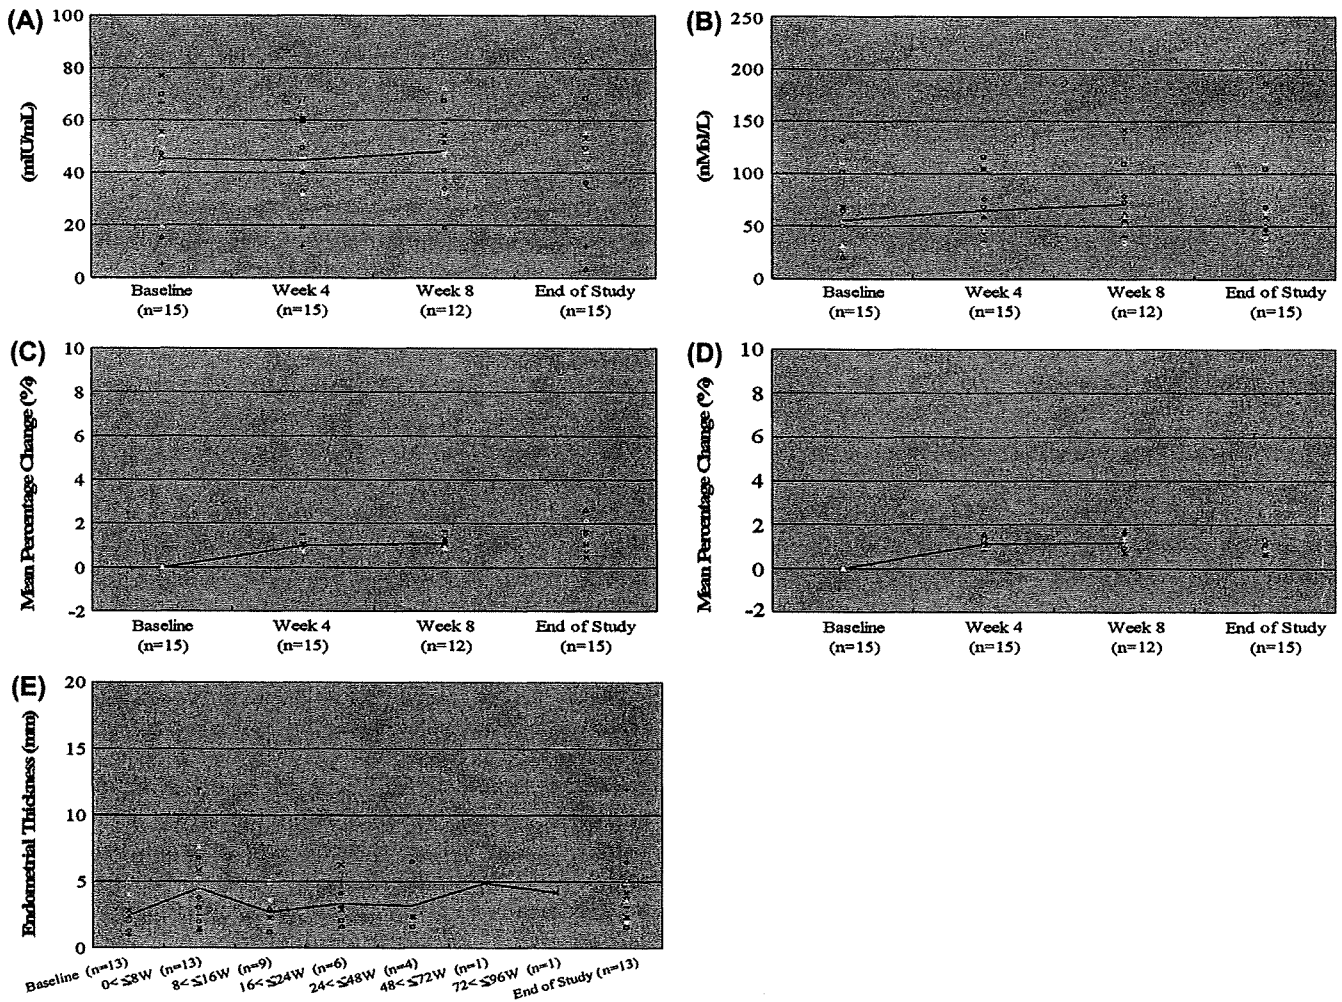 (A)
100
80
60
40
20
0
(mIU/mL)
Baseline Week 4 Week 8 End of Study
(n=15) (n=15) (n=12) (n=15)
(B)
250
200
150
100
50
0
(nMol/L)
Baseline Week 4 Week 8 End of Study
(n=15) (n=15) (n=12) (n=15)
(C)
10
8
6
4
2
0
-2
Mean Percentage Change (%)
Baseline Week 4 Week 8 End of Study
(n=15) (n=15) (n=12) (n=15)
(D)
10
8
6
4
2
0
-2
Mean Percentage Change (%)
Baseline Week 4 Week 8 End of Study
(n=15) (n=15) (n=12) (n=15)
(E)
20
15
10
5
0
Endometrial Thickness (mm)
Baseline (n=13)
0<≦8W (n=13)
8<≦16W (n=9)
16<≦24W (n=6)
24<≦48W (n=4)
48<≦72W (n=1)
72<≦96W (n=1)
End of Study (n=13)